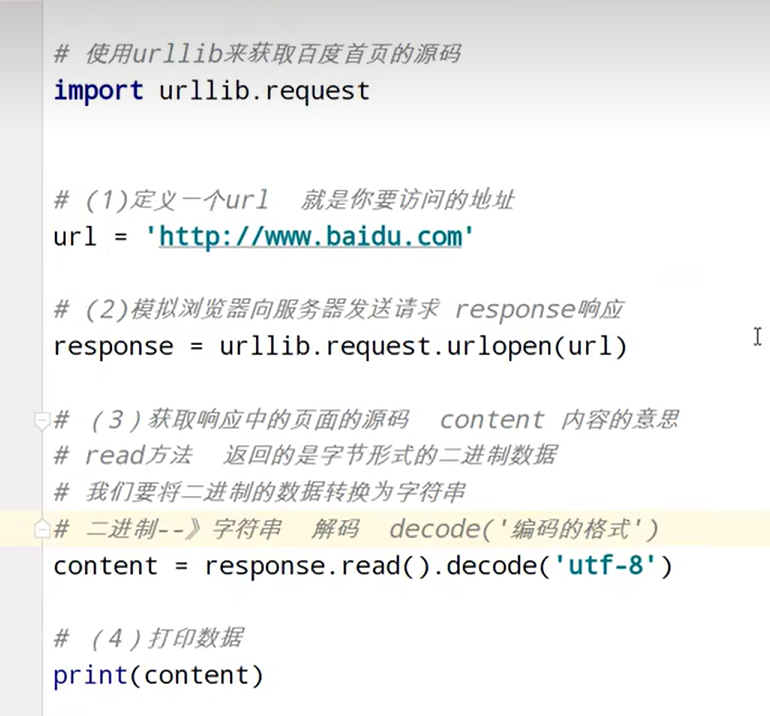 # 使用urllib来获取百度首页的源码
import urllib.request
# (1)定义一个url  就是你要访问的地址
url = 'http://www.baidu.com'
# (2)模拟浏览器向服务器发送请求 response响应
response = urllib.request.urlopen(url)
# （3）获取响应中的页面的源码  content 内容的意思
# read方法  返回的是字节形式的二进制数据
# 我们要将二进制的数据转换为字符串
# 二进制--》字符串  解码  decode('编码的格式')
content = response.read().decode('utf-8')
# （4）打印数据
print(content)